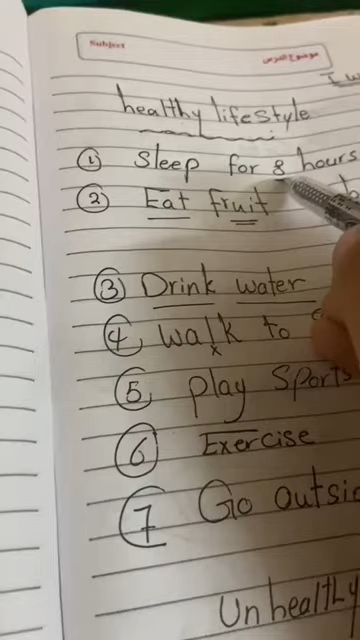 Subject موضوع الدرس
healthy lifestyle
① Sleep for 8 hours
② Eat fruit
③ Drink water
④ walk to
⑤ play Sports
⑥ Exercise
⑦ Go outsi
Unhealthy